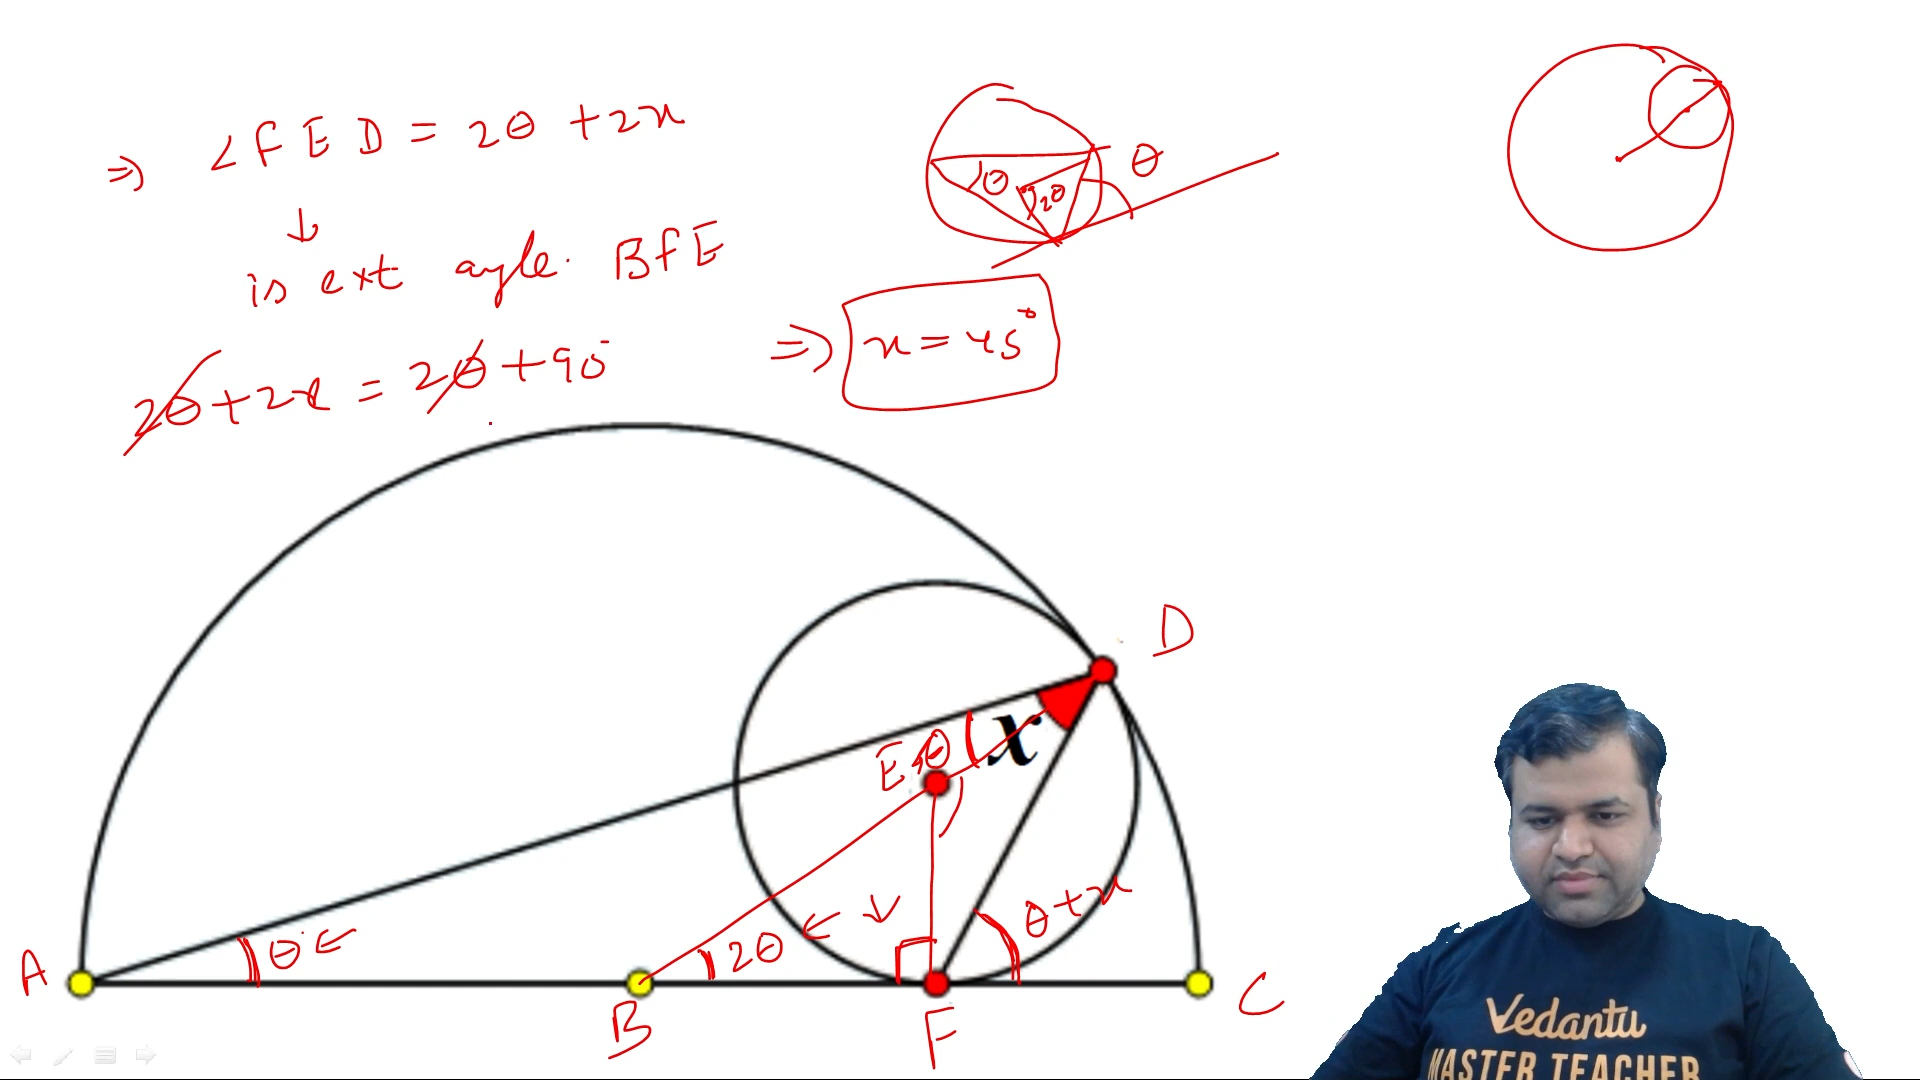 ⇒ ∠FED = 2θ + 2x
↓
is ext angle. BFE
2θ + 2x = 2θ + 90°
⇒ x = 45°
θ
2θ
θ
D
E
θ
x
A
θ ←
2θ ← ↓
θ + x
B
F
C
Vedantu
MASTER TEACHER